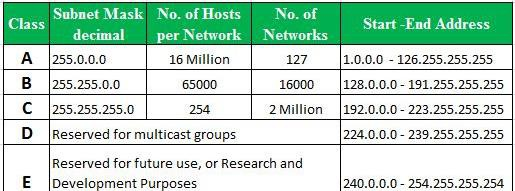 Class Subnet Mask decimal No. of Hosts per Network No. of Networks Start -End Address
A 255.0.0.0 16 Million 127 1.0.0.0 - 126.255.255.255
B 255.255.0.0 65000 16000 128.0.0.0 - 191.255.255.255
C 255.255.255.0 254 2 Million 192.0.0.0 - 223.255.255.255
D Reserved for multicast groups 224.0.0.0 - 239.255.255.255
E Reserved for future use, or Research and Development Purposes 240.0.0.0 - 254.255.255.254